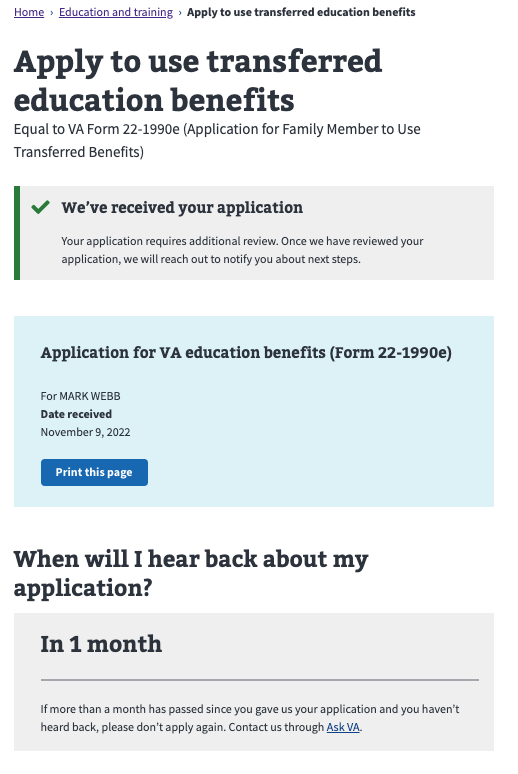 Home › Education and training › Apply to use transferred education benefits
Apply to use transferred
education benefits
Equal to VA Form 22-1990e (Application for Family Member to Use
Transferred Benefits)
We’ve received your application
Your application requires additional review. Once we have reviewed your
application, we will reach out to notify you about next steps.
Application for VA education benefits (Form 22-1990e)
For MARK WEBB
Date received
November 9, 2022
Print this page
When will I hear back about my
application?
In 1 month
If more than a month has passed since you gave us your application and you haven’t
heard back, please don’t apply again. Contact us through Ask VA.